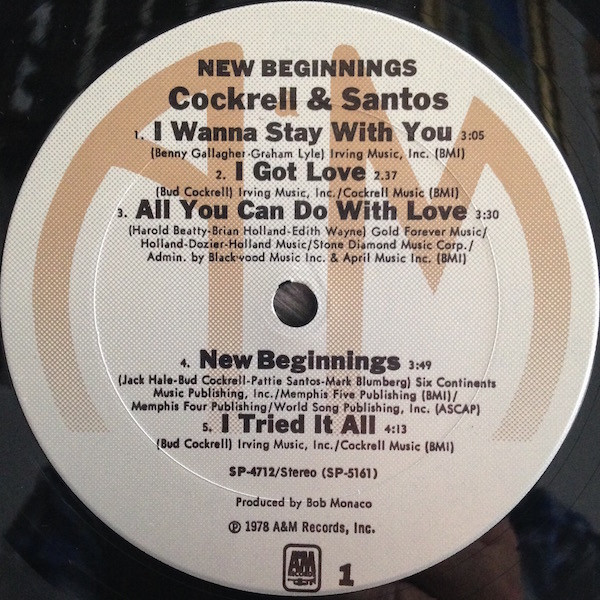 NEW BEGINNINGS
Cockrell & Santos
1. I Wanna Stay With You 3:05
(Benny Gallagher-Graham Lyle) Irving Music, Inc. (BMI)
2. I Got Love 2.37
(Bud Cockrell) Irving Music, Inc./Cockrell Music (BMI)
3. All You Can Do With Love 3:30
(Harold Beatty-Brian Holland-Edith Wayne) Gold Forever Music/
Holland-Dozier-Holland Music/Stone Diamond Music Corp./
Admin. by Blackwood Music Inc. & April Music Inc. (BMI)
4. New Beginnings 3:49
(Jack Hale-Bud Cockrell-Pattie Santos-Mark Blumberg) Six Continents
Music Publishing, Inc./Memphis Five Publishing (BMI)/
Memphis Four Publishing/World Song Publishing, Inc. (ASCAP)
5. I Tried It All 4:13
(Bud Cockrell) Irving Music, Inc./Cockrell Music (BMI)
SP-4712/Stereo (SP-5161)
Produced by Bob Monaco
℗ 1978 A&M Records, Inc.
A&M
RECORDS
1